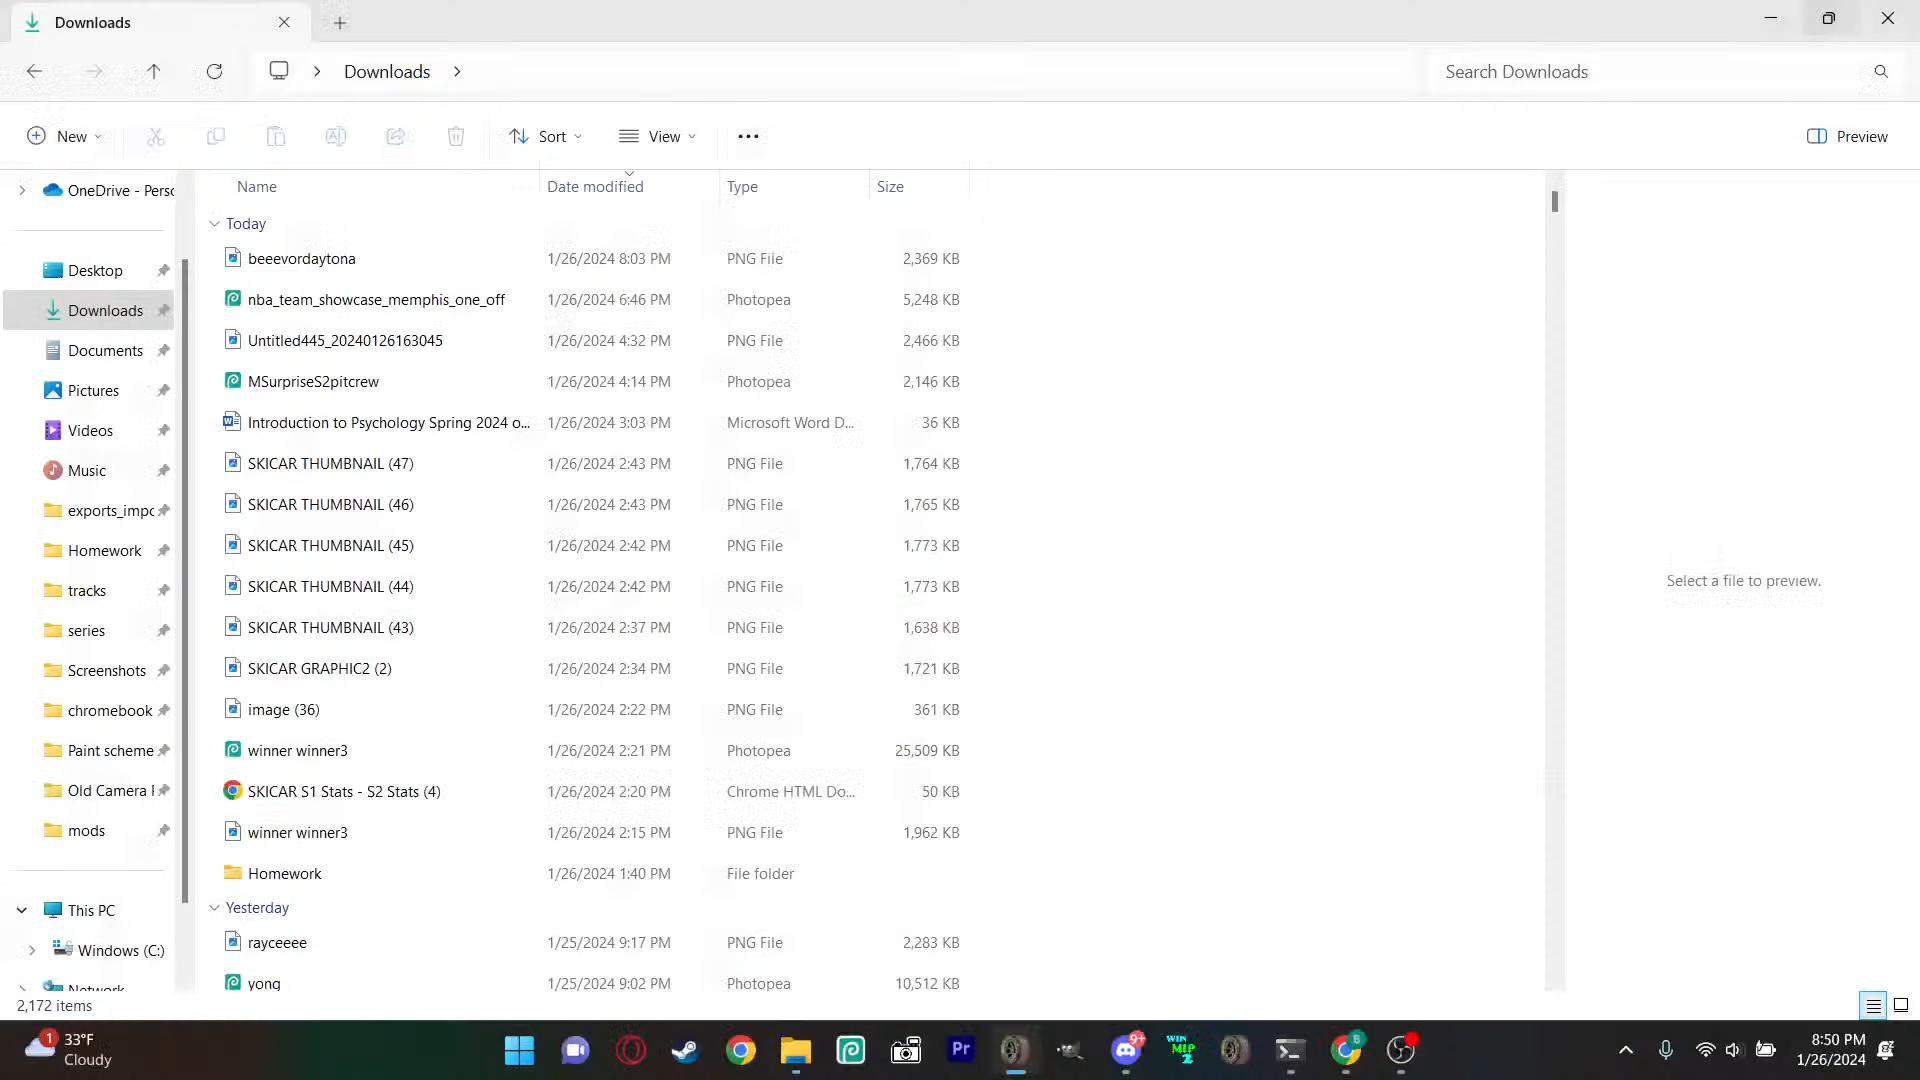 Downloads
Downloads
Search Downloads
New
Sort
View
Preview
Name
Date modified
Type
Size
OneDrive - Perso
Desktop
Downloads
Documents
Pictures
Videos
Music
exports_impo
Homework
tracks
series
Screenshots
chromebook
Paint scheme
Old Camera
mods
This PC
Windows (C:)
Network
Today
beeevordaytona 1/26/2024 8:03 PM PNG File 2,369 KB
nba_team_showcase_memphis_one_off 1/26/2024 6:46 PM Photopea 5,248 KB
Untitled445_20240126163045 1/26/2024 4:32 PM PNG File 2,466 KB
MSurpriseS2pitcrew 1/26/2024 4:14 PM Photopea 2,146 KB
Introduction to Psychology Spring 2024 o... 1/26/2024 3:03 PM Microsoft Word D... 36 KB
SKICAR THUMBNAIL (47) 1/26/2024 2:43 PM PNG File 1,764 KB
SKICAR THUMBNAIL (46) 1/26/2024 2:43 PM PNG File 1,765 KB
SKICAR THUMBNAIL (45) 1/26/2024 2:42 PM PNG File 1,773 KB
SKICAR THUMBNAIL (44) 1/26/2024 2:42 PM PNG File 1,773 KB
SKICAR THUMBNAIL (43) 1/26/2024 2:37 PM PNG File 1,638 KB
SKICAR GRAPHIC2 (2) 1/26/2024 2:34 PM PNG File 1,721 KB
image (36) 1/26/2024 2:22 PM PNG File 361 KB
winner winner3 1/26/2024 2:21 PM Photopea 25,509 KB
SKICAR S1 Stats - S2 Stats (4) 1/26/2024 2:20 PM Chrome HTML Do... 50 KB
winner winner3 1/26/2024 2:15 PM PNG File 1,962 KB
Homework 1/26/2024 1:40 PM File folder
Yesterday
rayceeee 1/25/2024 9:17 PM PNG File 2,283 KB
yong 1/25/2024 9:02 PM Photopea 10,512 KB
Select a file to preview.
2,172 items
1
33°F
Cloudy
Pr
9+
WIN
MIP
2
B
8:50 PM
1/26/2024